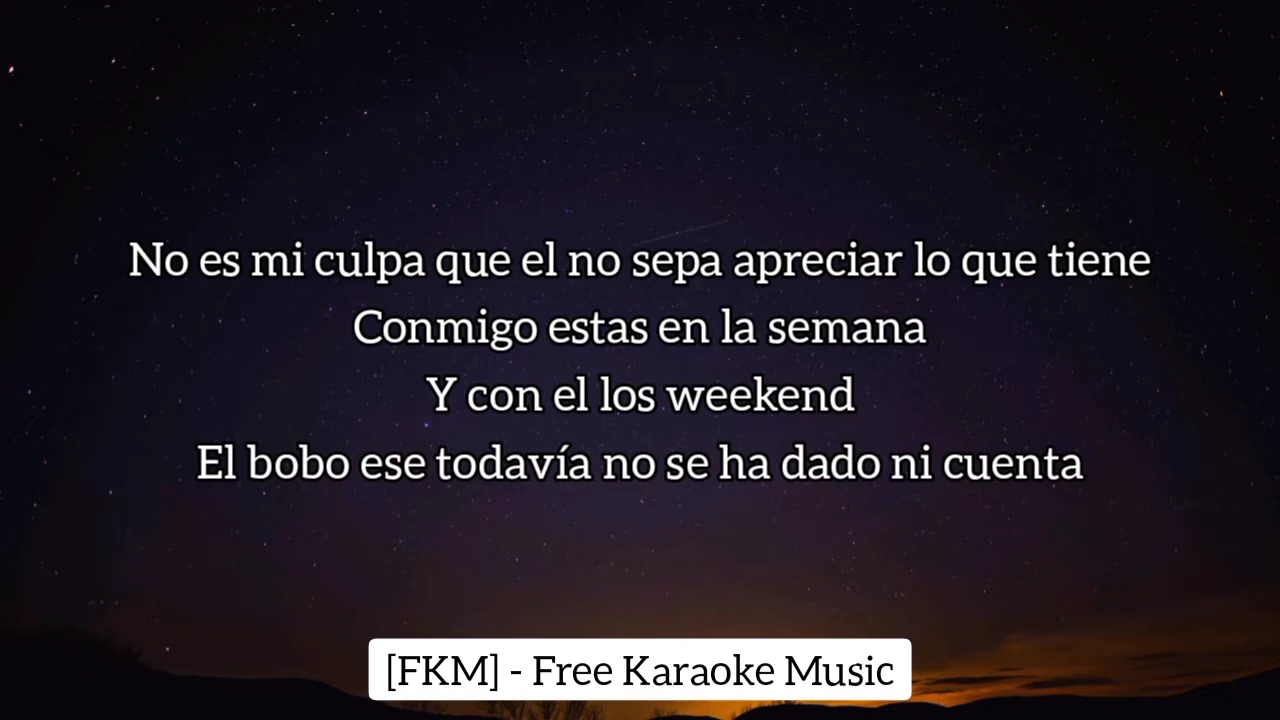 No es mi culpa que el no sepa apreciar lo que tiene
Conmigo estas en la semana
Y con el los weekend
El bobo ese todavía no se ha dado ni cuenta
[FKM] - Free Karaoke Music